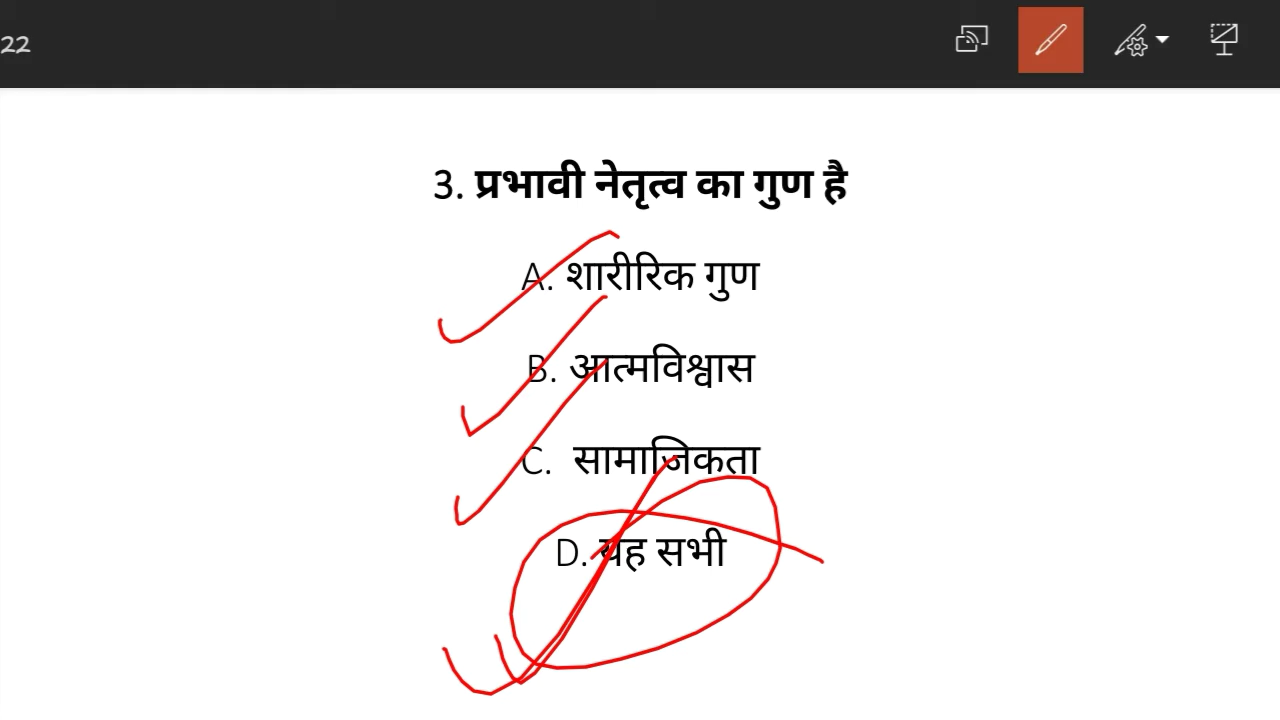 22
3. प्रभावी नेतृत्व का गुण है
A. शारीरिक गुण
B. आत्मविश्वास
C. सामाजिकता
D. यह सभी